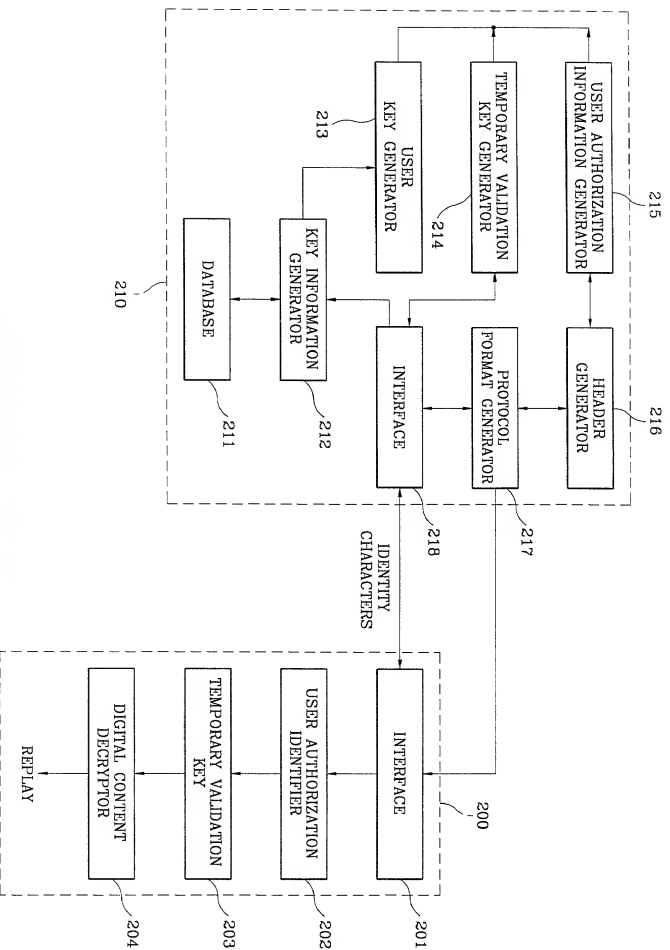 215
USER AUTHORIZATION
INFORMATION GENERATOR
216
HEADER
GENERATOR
TEMPORARY VALIDATION
KEY GENERATOR
214
PROTOCOL
FORMAT GENERATOR
217
USER
KEY GENERATOR
213
INTERFACE
218
KEY INFORMATION
GENERATOR
212
DATABASE
211
210
IDENTITY
CHARACTERS
200
INTERFACE
201
USER AUTHORIZATION
IDENTIFIER
202
TEMPORARY VALIDATION
KEY
203
DIGITAL CONTENT
DECRYPTOR
204
REPLAY